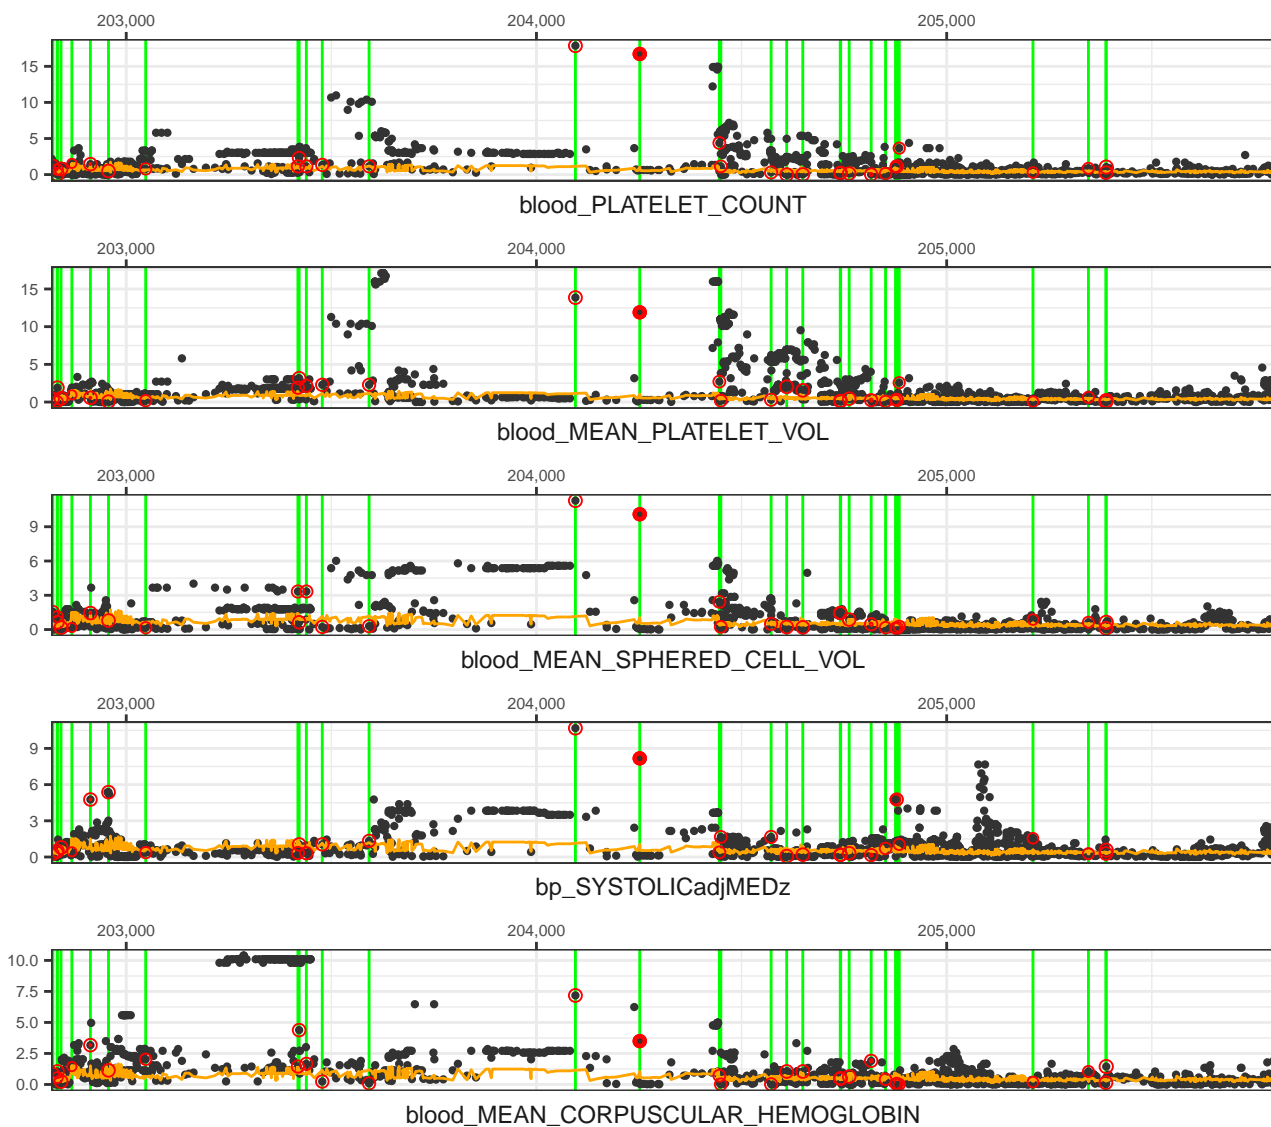 203,000 204,000 205,000
15
10
5
0
blood_PLATELET_COUNT
203,000 204,000 205,000
15
10
5
0
blood_MEAN_PLATELET_VOL
203,000 204,000 205,000
9
6
3
0
blood_MEAN_SPHERED_CELL_VOL
203,000 204,000 205,000
9
6
3
0
bp_SYSTOLICadjMEDz
203,000 204,000 205,000
10.0
7.5
5.0
2.5
0.0
blood_MEAN_CORPUSCULAR_HEMOGLOBIN